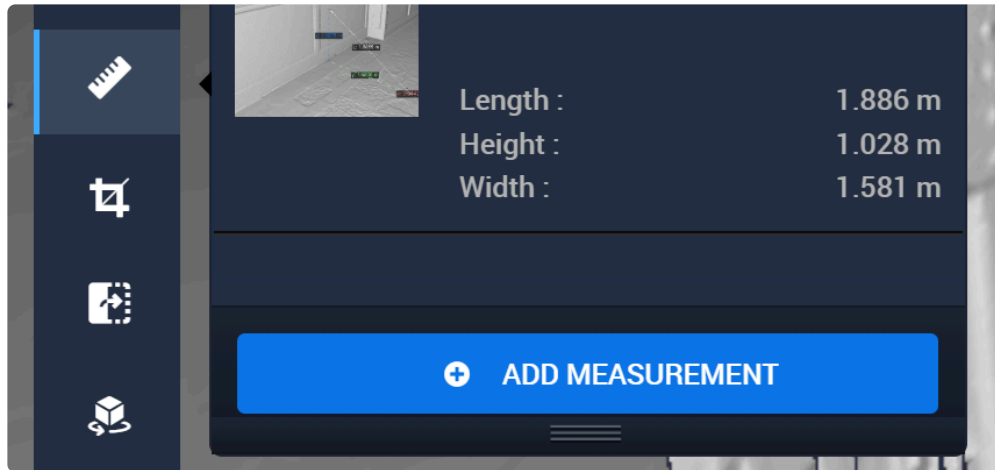 Length : 1.886 m
Height : 1.028 m
Width : 1.581 m
ADD MEASUREMENT